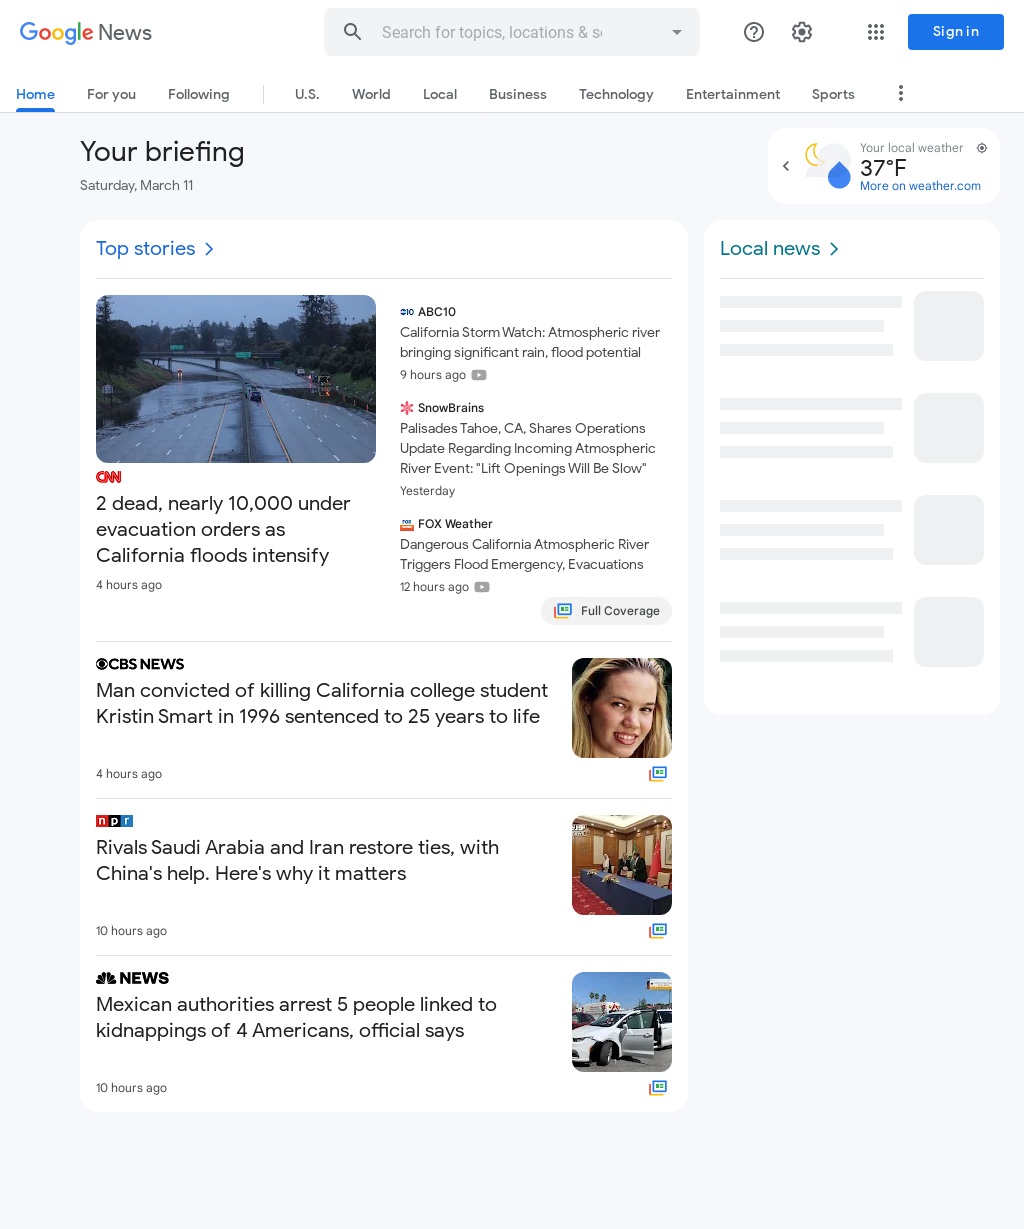 Google News
Search for topics, locations & so
Sign in
Home
For you
Following
U.S.
World
Local
Business
Technology
Entertainment
Sports
Your briefing
Saturday, March 11
Your local weather
37°F
More on weather.com
Top stories
CNN
2 dead, nearly 10,000 under
evacuation orders as
California floods intensify
4 hours ago
ABC10
California Storm Watch: Atmospheric river
bringing significant rain, flood potential
9 hours ago
SnowBrains
Palisades Tahoe, CA, Shares Operations
Update Regarding Incoming Atmospheric
River Event: "Lift Openings Will Be Slow"
Yesterday
FOX Weather
Dangerous California Atmospheric River
Triggers Flood Emergency, Evacuations
12 hours ago
Full Coverage
CBS NEWS
Man convicted of killing California college student
Kristin Smart in 1996 sentenced to 25 years to life
4 hours ago
npr
Rivals Saudi Arabia and Iran restore ties, with
China's help. Here's why it matters
10 hours ago
NEWS
Mexican authorities arrest 5 people linked to
kidnappings of 4 Americans, official says
10 hours ago
Local news